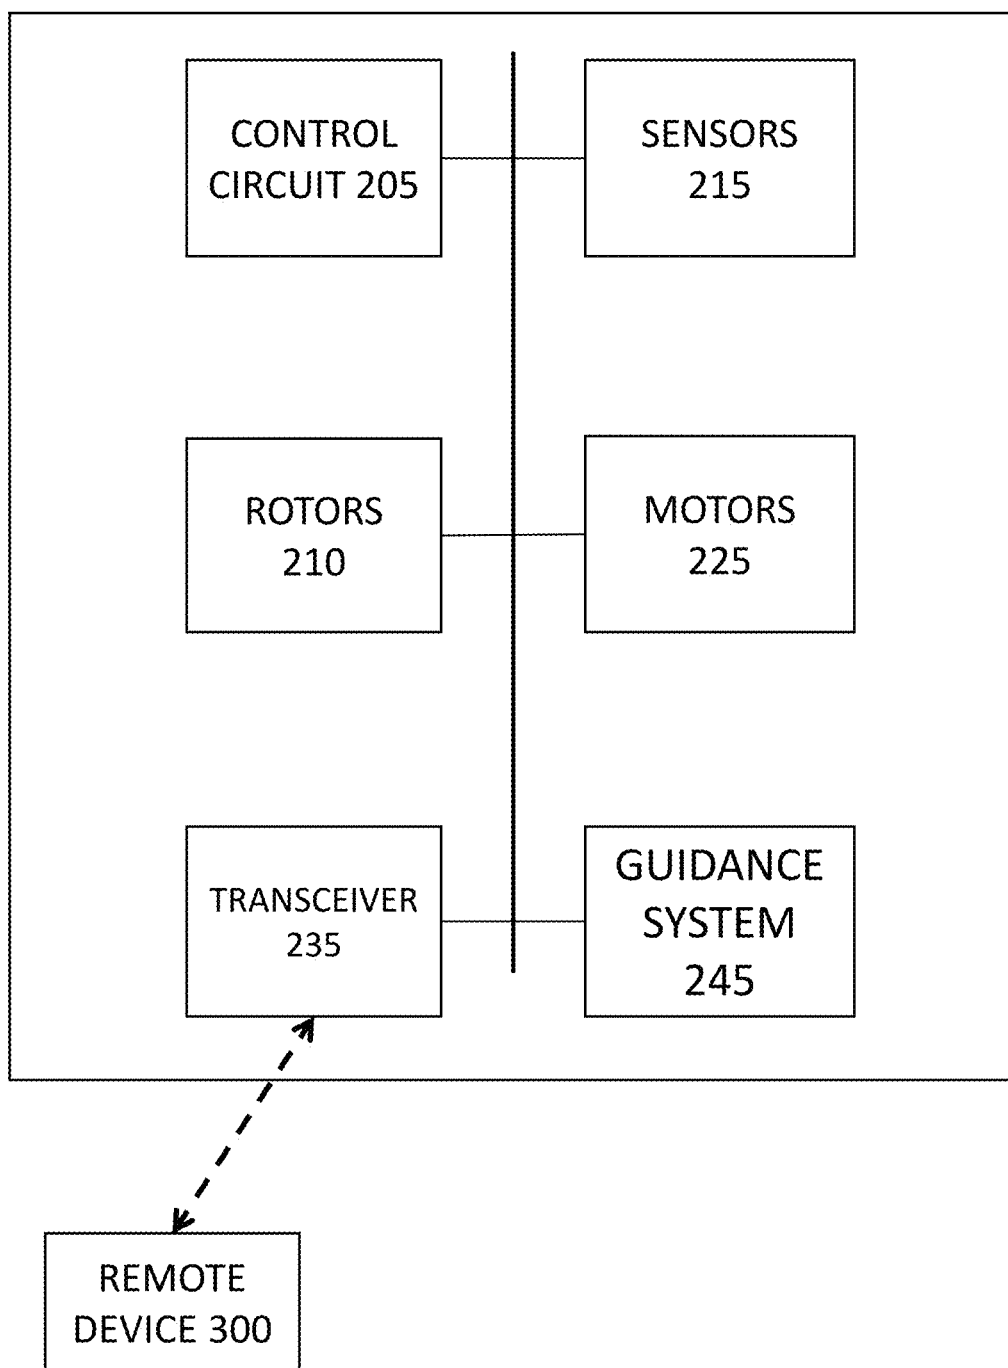 CONTROL
CIRCUIT 205
SENSORS
215
ROTORS
210
MOTORS
225
TRANSCEIVER
235
GUIDANCE
SYSTEM
245
REMOTE
DEVICE 300